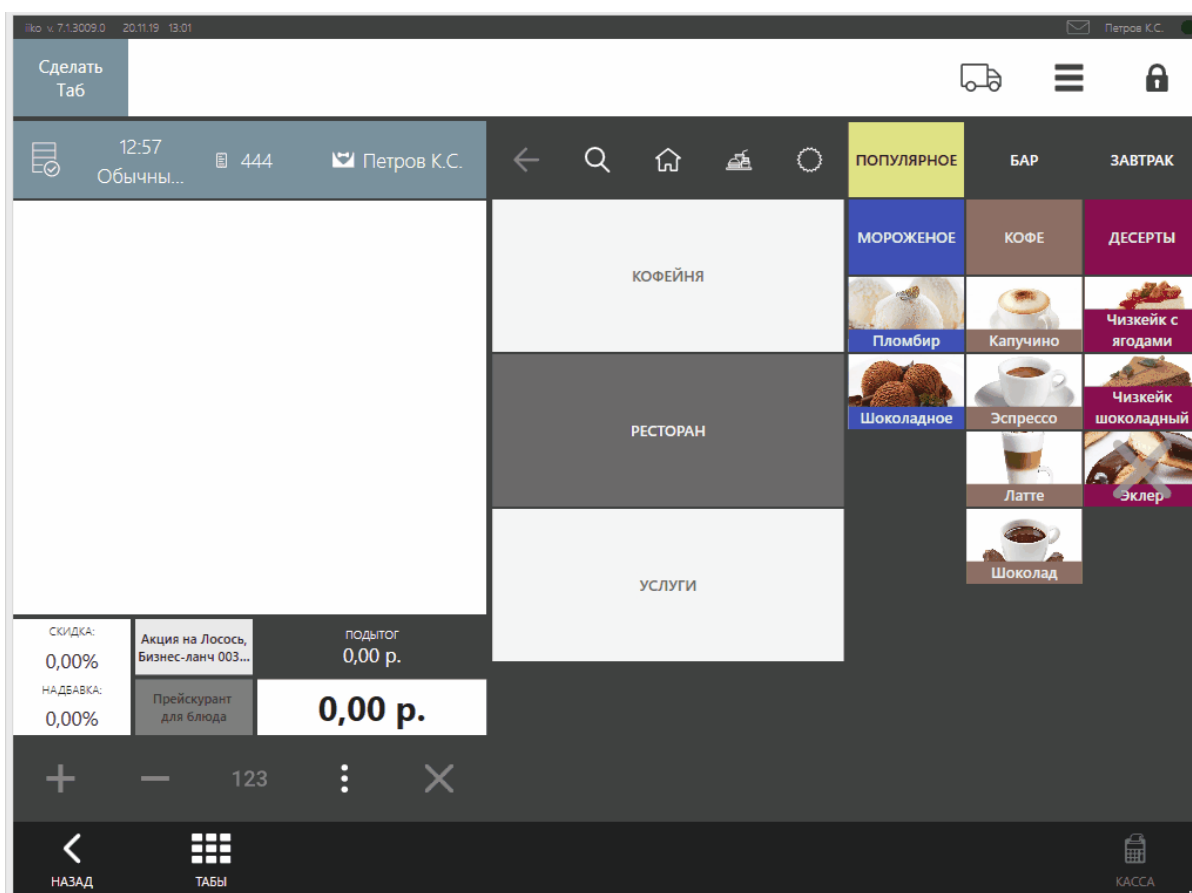 iiko v. 7.1.3009.0 20.11.19 13:01 Петров К.С.
Сделать
Таб
12:57
Обычны...
444
Петров К.С.
ПОПУЛЯРНОЕ
БАР
ЗАВТРАК
КОФЕЙНЯ
РЕСТОРАН
УСЛУГИ
МОРОЖЕНОЕ
КОФЕ
ДЕСЕРТЫ
Пломбир
Капучино
Чизкейк с
ягодами
Шоколадное
Эспрессо
Чизкейк
шоколадный
Латте
Эклер
Шоколад
СКИДКА:
0,00%
Акция на Лосось,
Бизнес-ланч 003...
ПОДЫТОГ
0,00 р.
НАДБАВКА:
0,00%
Прейскурант
для блюда
0,00 р.
123
НАЗАД
ТАБЫ
КАССА